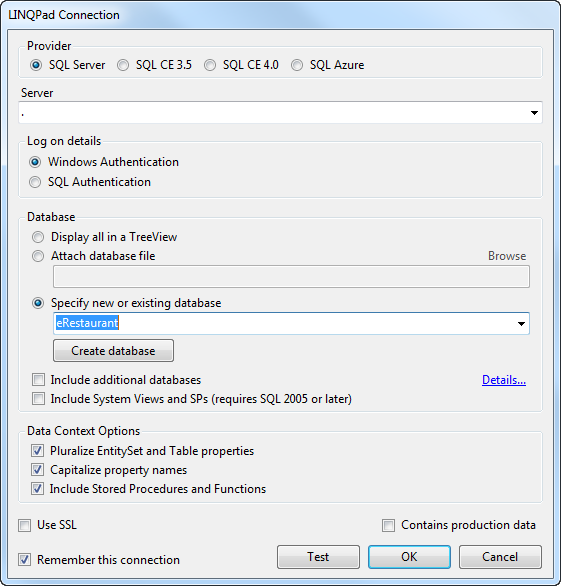 LINQPad Connection
Provider
SQL Server SQL CE 3.5 SQL CE 4.0 SQL Azure
Server
.
Log on details
Windows Authentication
SQL Authentication
Database
Display all in a TreeView
Attach database file Browse
Specify new or existing database
eRestaurant
Create database
Include additional databases Details...
Include System Views and SPs (requires SQL 2005 or later)
Data Context Options
Pluralize EntitySet and Table properties
Capitalize property names
Include Stored Procedures and Functions
Use SSL Contains production data
Remember this connection Test OK Cancel